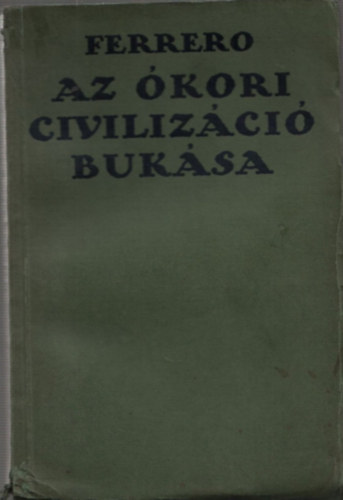 FERRERO
AZ ÓKORI
CIVILIZÁCIÓ
BUKÁSA